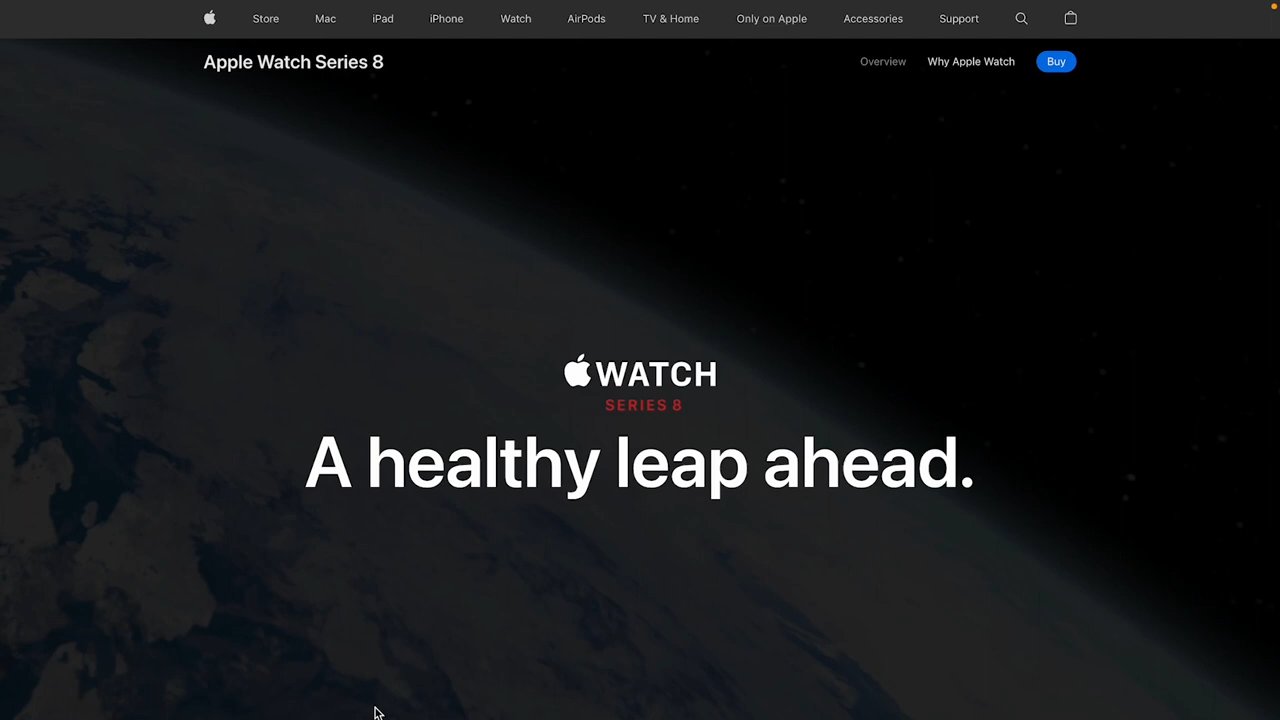 Store Mac iPad iPhone Watch AirPods TV & Home Only on Apple Accessories Support
Apple Watch Series 8 Overview Why Apple Watch Buy
WATCH
SERIES 8
A healthy leap ahead.